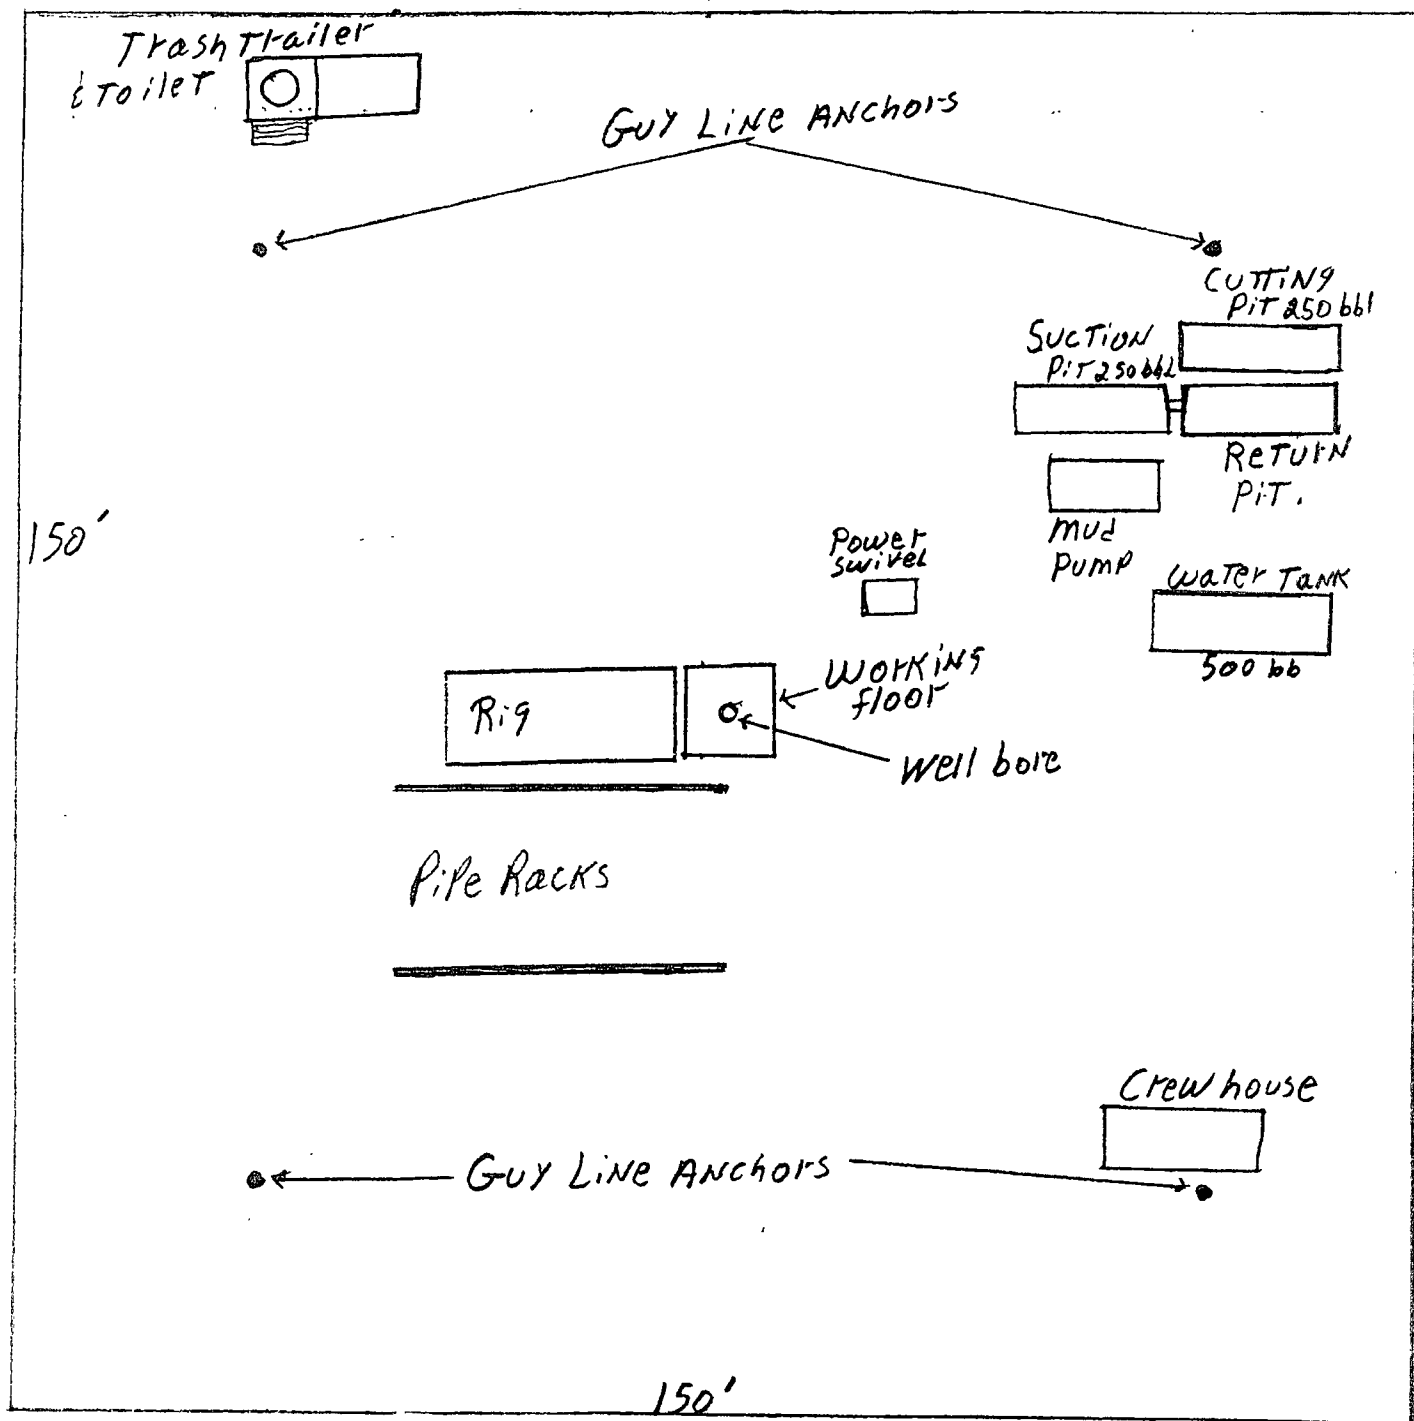 Trash Trailer
& Toilet
Guy Line Anchors
Cutting
Pit 250 bbl
Suction
Pit 250 bbl
Return
Pit.
Mud
Pump
150'
Power
Swivel
Water Tank
500 bb
Working
floor
Rig
Well bore
Pipe Racks
Crew house
Guy Line Anchors
150'